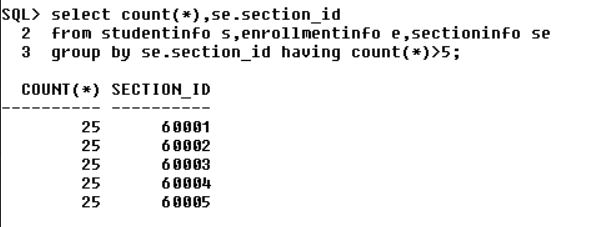 SQL> select count(*),se.section_id
2 from studentinfo s,enrollmentinfo e,sectioninfo se
3 group by se.section_id having count(*)>5;
COUNT(*) SECTION_ID
---------- ----------
25 60001
25 60002
25 60003
25 60004
25 60005